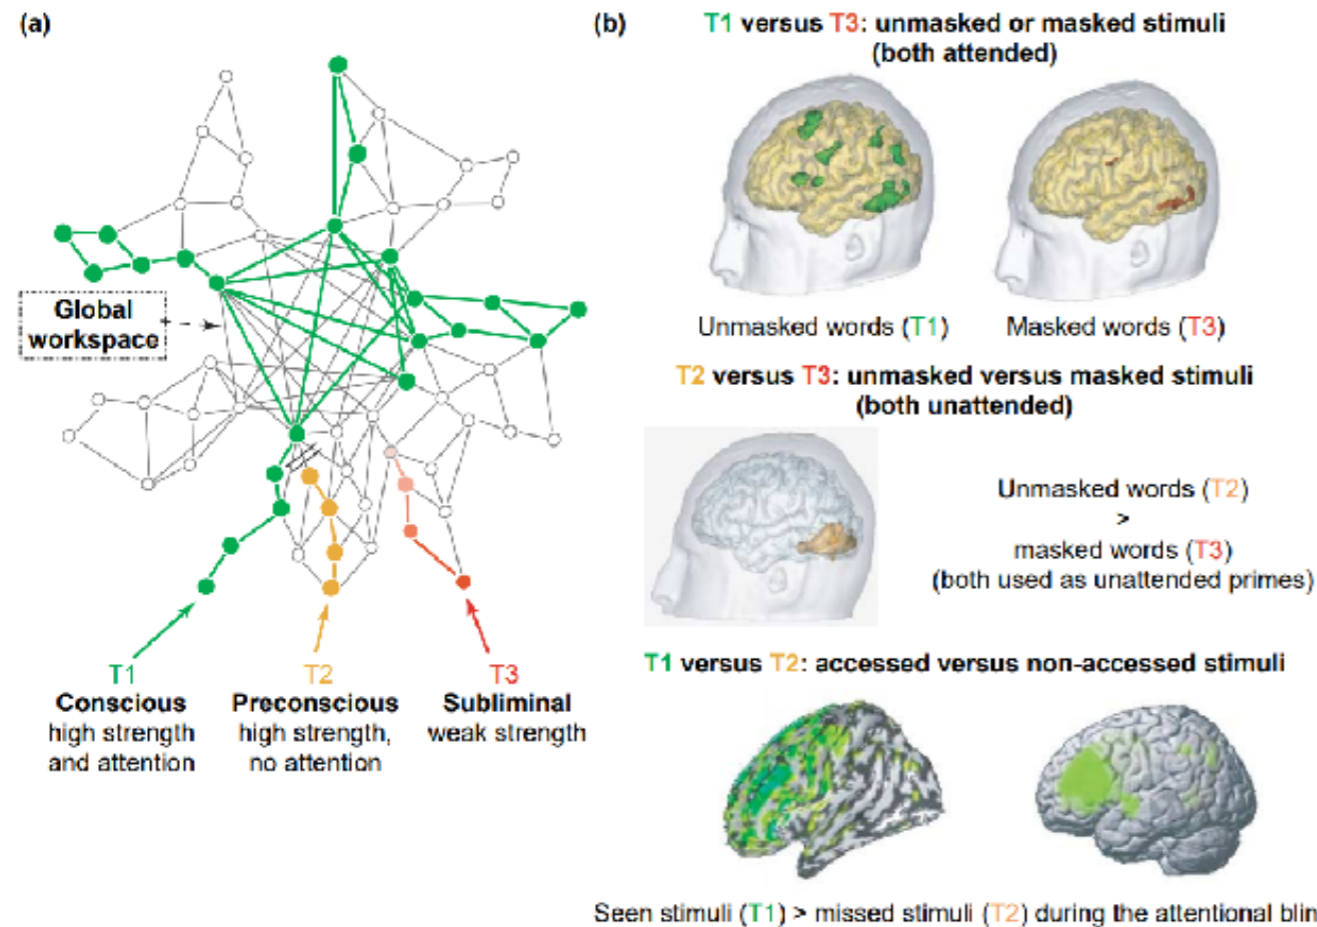 (a)
Global
workspace
T1
Conscious
high strength
and attention
T2
Preconscious
high strength,
no attention
T3
Subliminal
weak strength
(b)
T1 versus T3: unmasked or masked stimuli
(both attended)
Unmasked words (T1)
Masked words (T3)
T2 versus T3: unmasked versus masked stimuli
(both unattended)
Unmasked words (T2)
>
masked words (T3)
(both used as unattended primes)
T1 versus T2: accessed versus non-accessed stimuli
Seen stimuli (T1) > missed stimuli (T2) during the attentional blin